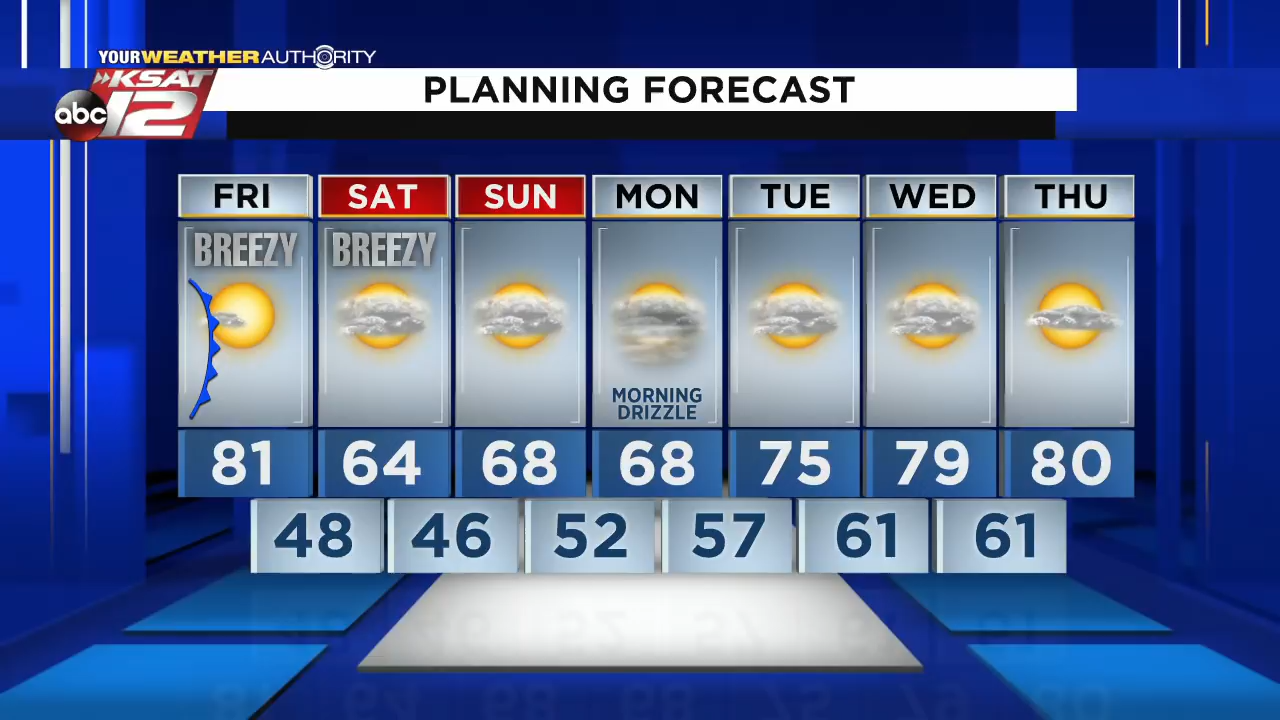 YOURWEATHERAUTHORITY
KSAT
abc 12
PLANNING FORECAST
FRI SAT SUN MON TUE WED THU
BREEZY BREEZY
MORNING
DRIZZLE
81 64 68 68 75 79 80
48 46 52 57 61 61